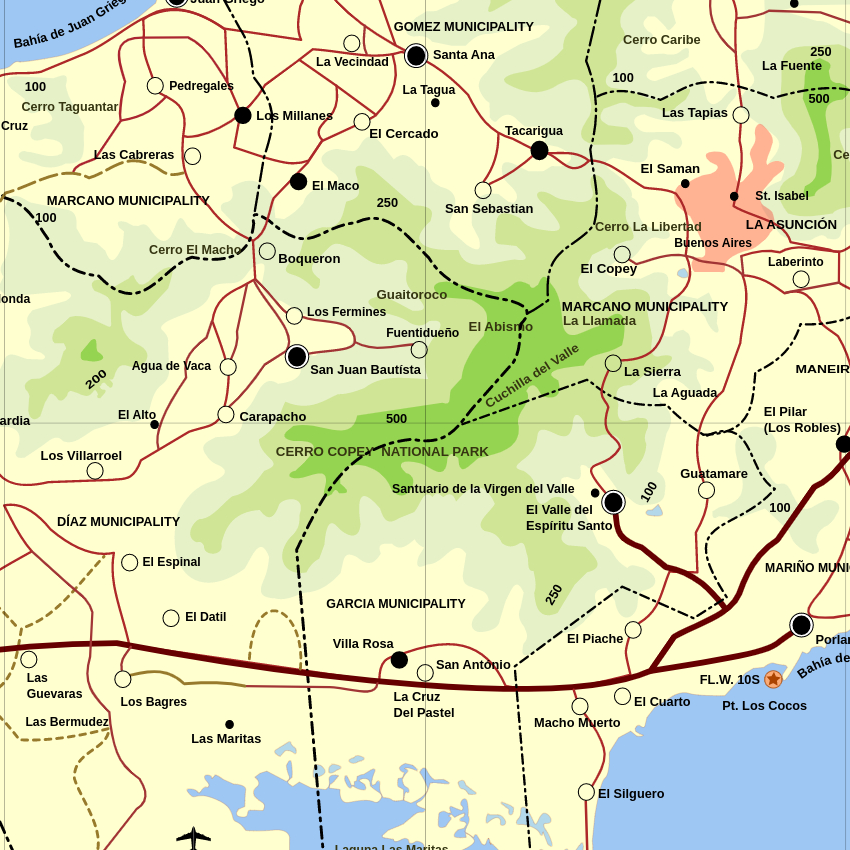 Bahía de Juan Grieg
Juan Griego
GOMEZ MUNICIPALITY
Cerro Caribe
La Vecindad
Santa Ana
250
La Fuente
100
Pedregales
La Tagua
100
500
Cerro Taguantar
Los Millanes
Las Tapias
Cruz
El Cercado
Tacarigua
Las Cabreras
Ce
El Saman
El Maco
St. Isabel
MARCANO MUNICIPALITY
250
San Sebastian
100
Cerro La Libertad
LA ASUNCIÓN
Buenos Aires
Cerro El Macho
Boqueron
El Copey
Laberinto
Guaitoroco
onda
Los Fermines
MARCANO MUNICIPALITY
El Abismo
La Llamada
Fuentidueño
Agua de Vaca
San Juan Bautísta
Cuchilla del Valle
La Sierra
MANEIR
200
La Aguada
El Alto
Carapacho
500
El Pilar
(Los Robles)
ardia
Los Villarroel
CERRO COPEY NATIONAL PARK
Guatamare
Santuario de la Virgen del Valle
100
El Valle del
Espíritu Santo
100
DÍAZ MUNICIPALITY
El Espinal
MARIÑO MUNI
250
GARCIA MUNICIPALITY
El Datil
Villa Rosa
El Piache
Porlar
San Antonio
Bahía de
Las
Guevaras
FL.W. 10S
Los Bagres
La Cruz
Del Pastel
El Cuarto
Pt. Los Cocos
Las Bermudez
Macho Muerto
Las Maritas
El Silguero
Laguna Las Maritas